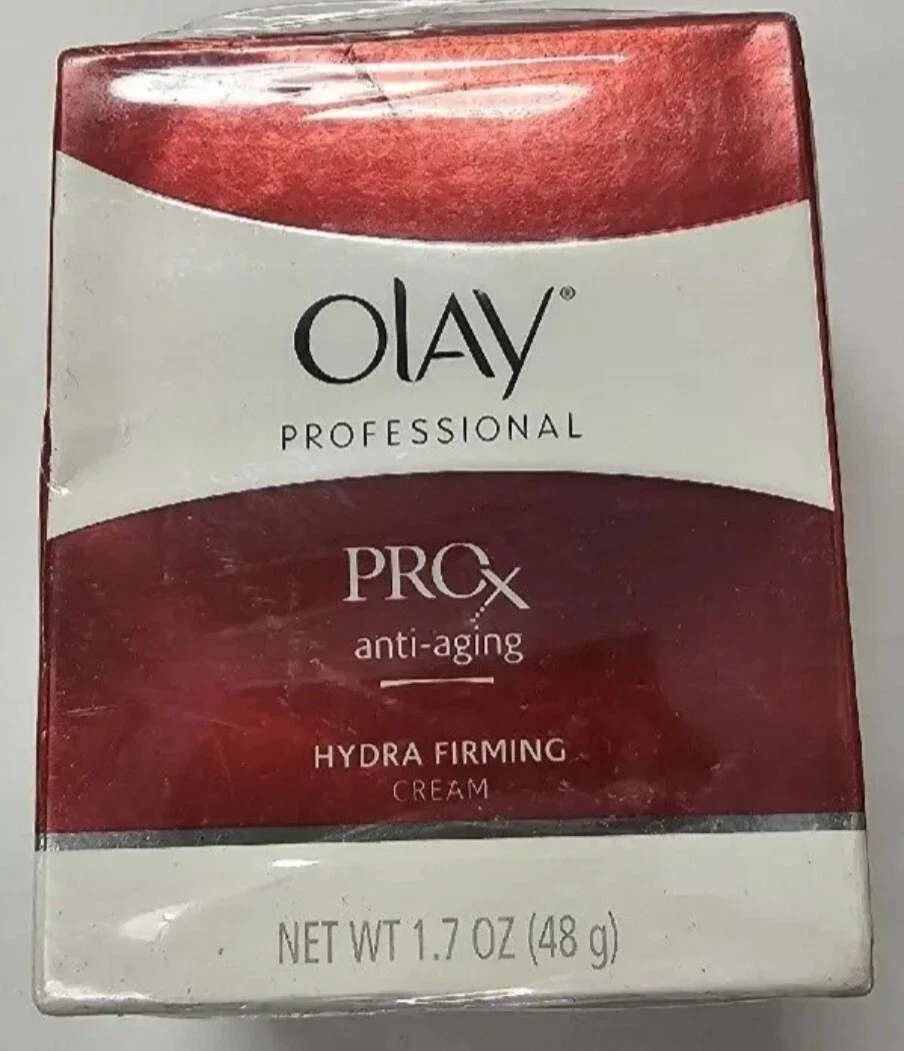 OLAY®
PROFESSIONAL
PROX
anti-aging
HYDRA FIRMING
CREAM
NET WT 1.7 OZ (48 g)